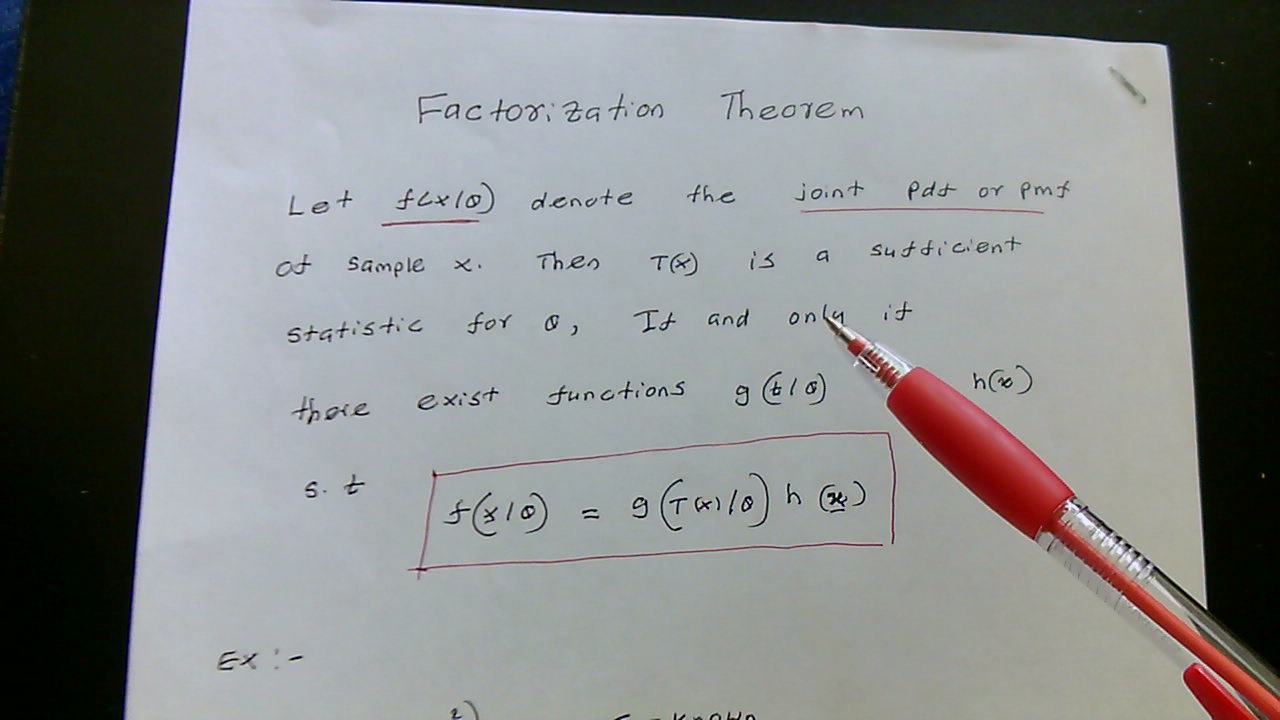 Factorization Theorem
Let f(x/θ) denote the joint pdf or pmf
of sample x. Then T(x) is a sufficient
statistic for θ, If and only if
there exist functions g(t/θ) h(x)
s.t f(x/θ) = g(T(x)/θ) h(x)
Ex :-
known